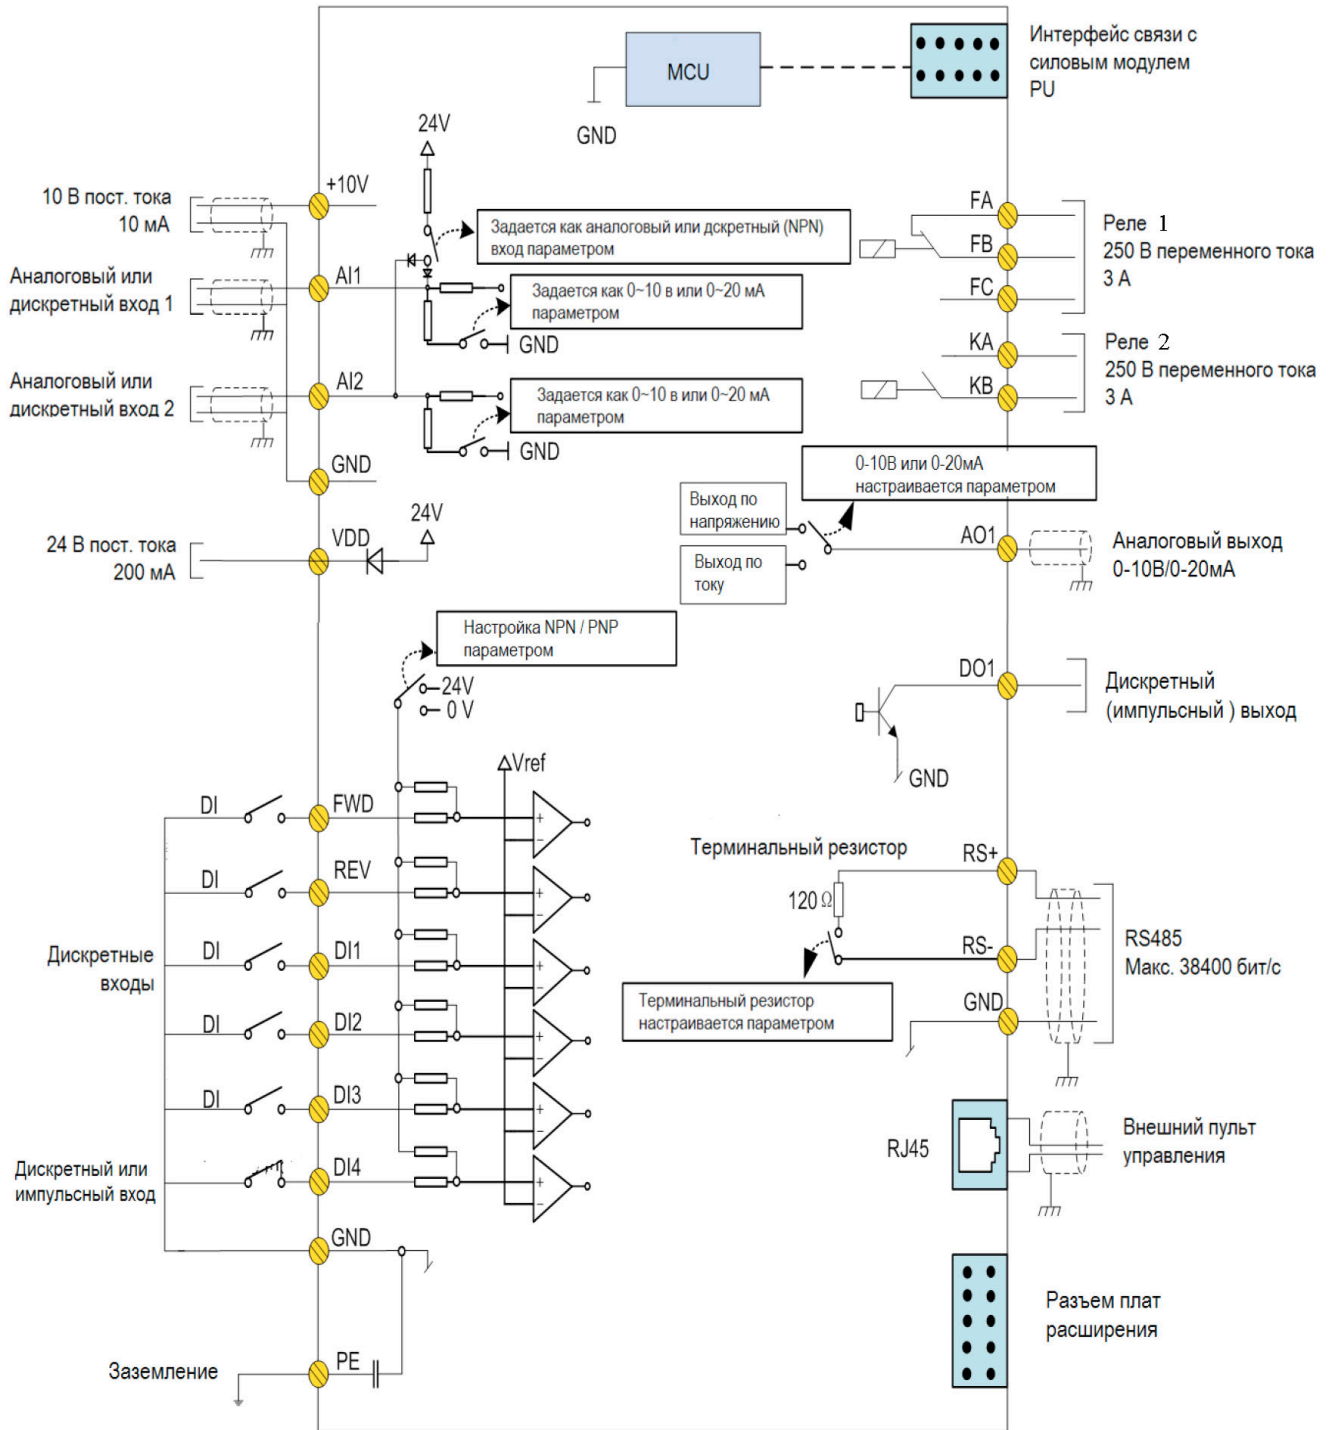 MCU
GND
Интерфейс связи с
силовым модулем
PU
24V
+10V
10 В пост. тока
10 мА
Задается как аналоговый или дскретный (NPN)
вход параметром
AI1
Аналоговый или
дискретный вход 1
Задается как 0~10 в или 0~20 мА
параметром
GND
AI2
Аналоговый или
дискретный вход 2
Задается как 0~10 в или 0~20 мА
параметром
GND
GND
24V
VDD
24 В пост. тока
200 мА
FA
FB
FC
Реле 1
250 В переменного тока
3 А
KA
KB
Реле 2
250 В переменного тока
3 А
0-10В или 0-20мА
настраивается параметром
Выход по
напряжению
Выход по
току
AO1
Аналоговый выход
0-10В/0-20мА
Настройка NPN / PNP
параметром
24V
0 V
DO1
Дискретный
(импульсный ) выход
GND
Vref
DI
FWD
DI
REV
DI
DI1
DI
DI2
DI
DI3
DI4
Дискретные
входы
Дискретный или
импульсный вход
GND
PE
Заземление
Терминальный резистор
120 Ω
RS+
RS-
GND
RS485
Макс. 38400 бит/с
Терминальный резистор
настраивается параметром
RJ45
Внешний пульт
управления
Разъем плат
расширения